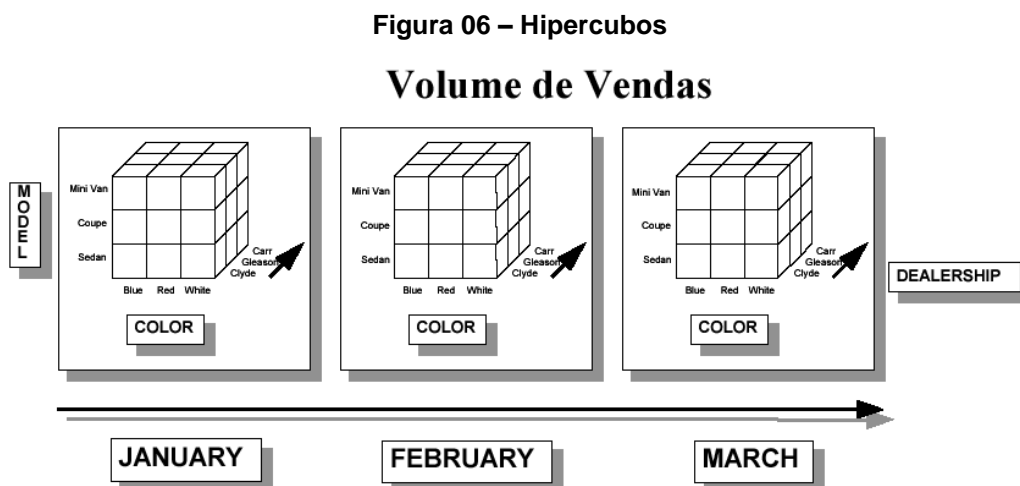 Figura 06 – Hipercubos
Volume de Vendas
MODEL
Mini Van
Coupe
Sedan
Carr
Gleason
Clyde
Blue Red White
COLOR
Mini Van
Coupe
Sedan
Carr
Gleason
Clyde
Blue Red White
COLOR
Mini Van
Coupe
Sedan
Carr
Gleason
Clyde
Blue Red White
COLOR
DEALERSHIP
JANUARY
FEBRUARY
MARCH